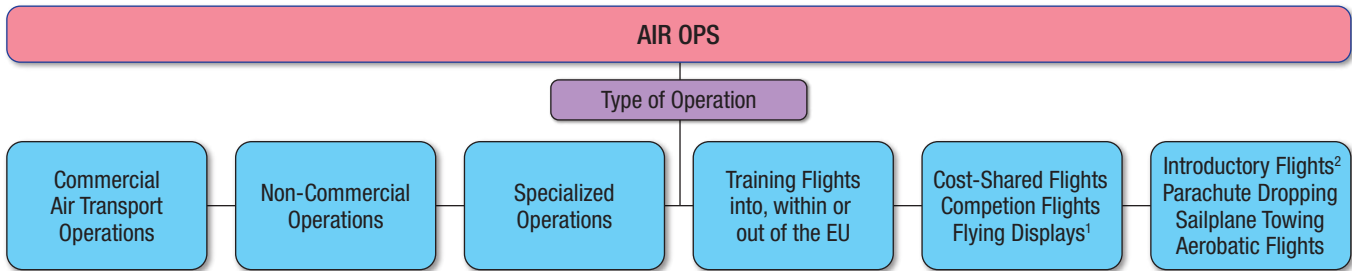 AIR OPS
Type of Operation
Commercial
Air Transport
Operations
Non-Commercial
Operations
Specialized
Operations
Training Flights
into, within or
out of the EU
Cost-Shared Flights
Competion Flights
Flying Displays¹
Introductory Flights²
Parachute Dropping
Sailplane Towing
Aerobatic Flights